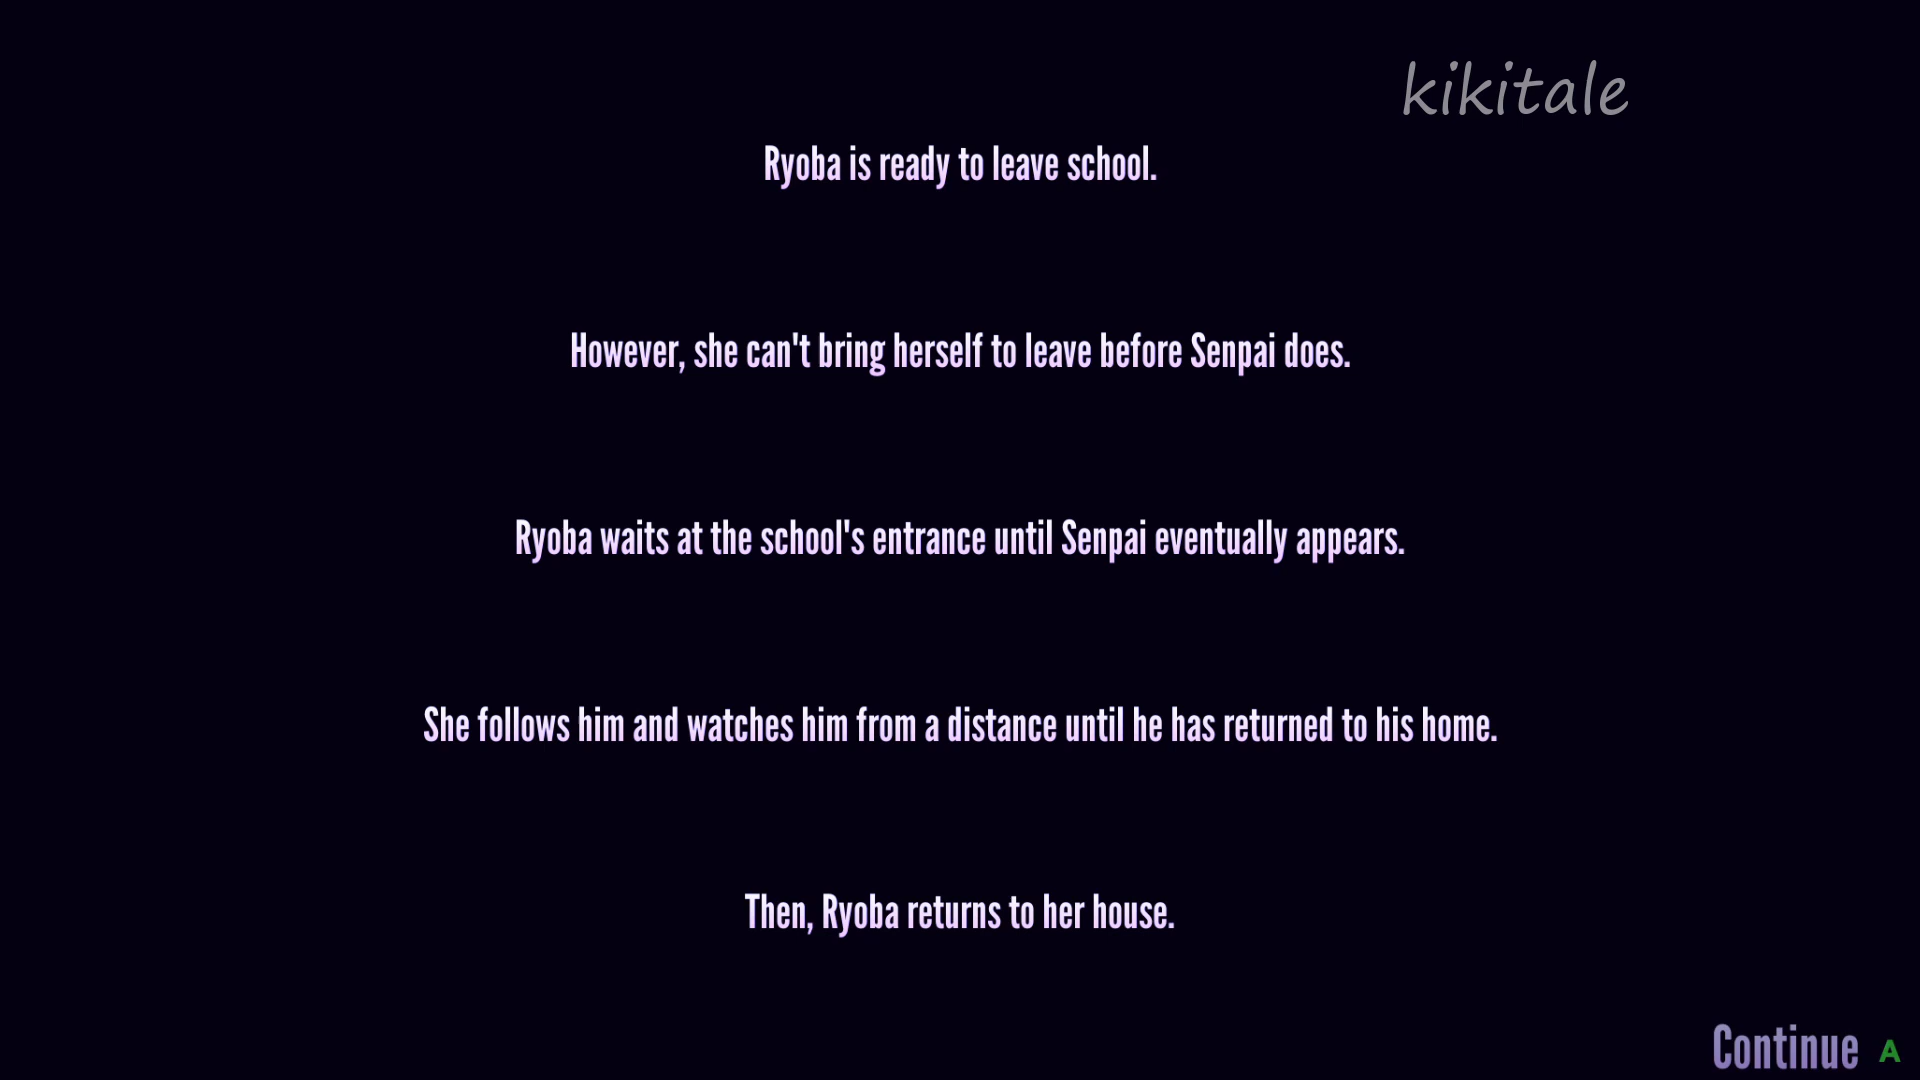 kikitale
Ryoba is ready to leave school.
However, she can't bring herself to leave before Senpai does.
Ryoba waits at the school's entrance until Senpai eventually appears.
She follows him and watches him from a distance until he has returned to his home.
Then, Ryoba returns to her house.
Continue A